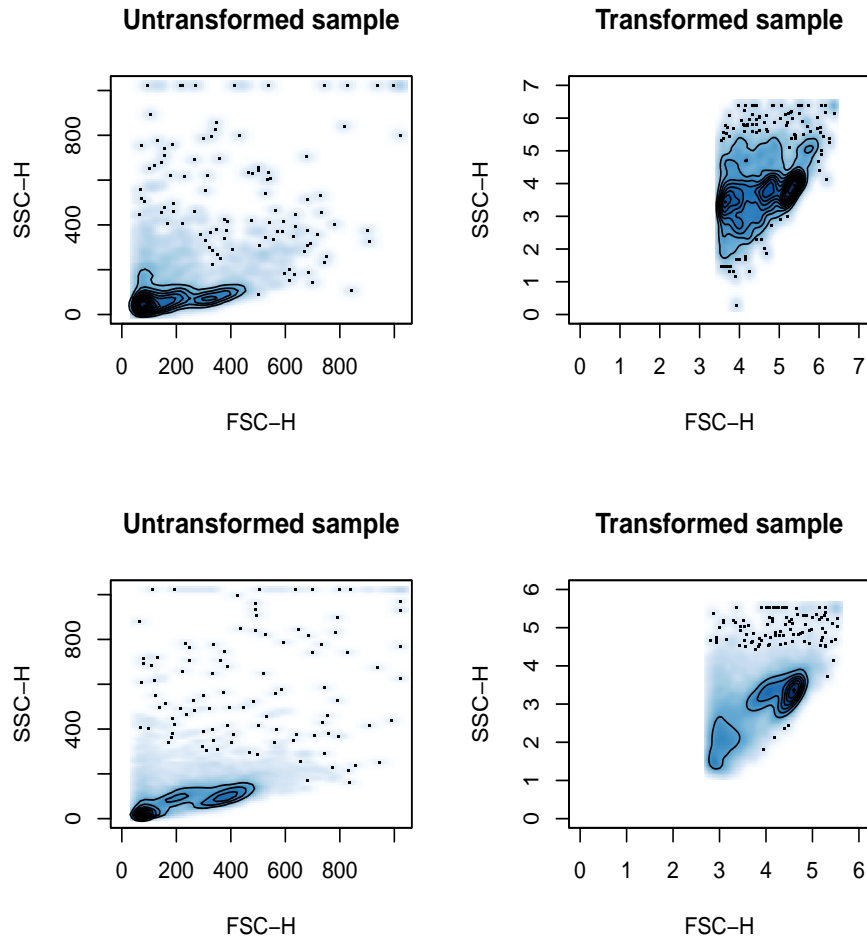 Untransformed sample
Transformed sample
SSC−H
0
400
800
0 200 400 600 800
FSC−H
SSC−H
0
1
2
3
4
5
6
7
0 1 2 3 4 5 6 7
FSC−H
Untransformed sample
Transformed sample
SSC−H
0
400
800
0 200 400 600 800
FSC−H
SSC−H
0
1
2
3
4
5
6
0 1 2 3 4 5 6
FSC−H